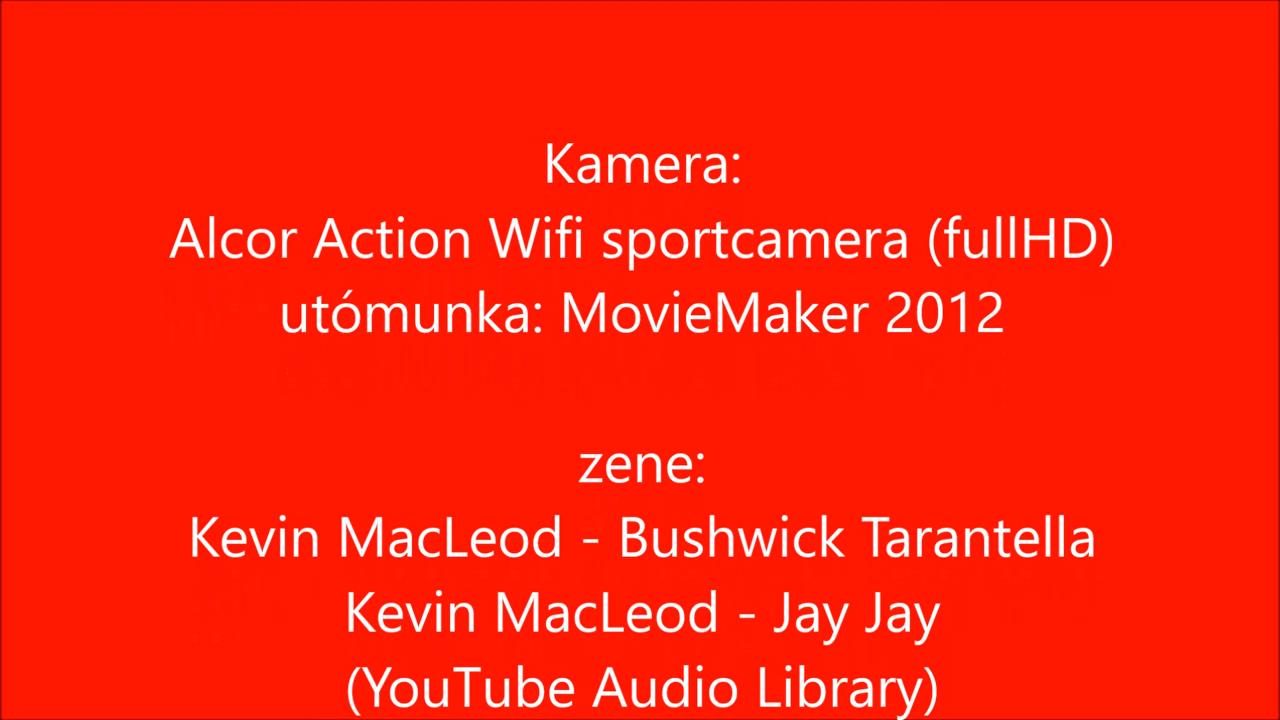 Kamera:
Alcor Action Wifi sportcamera (fullHD)
utómunka: MovieMaker 2012
zene:
Kevin MacLeod - Bushwick Tarantella
Kevin MacLeod - Jay Jay
(YouTube Audio Library)